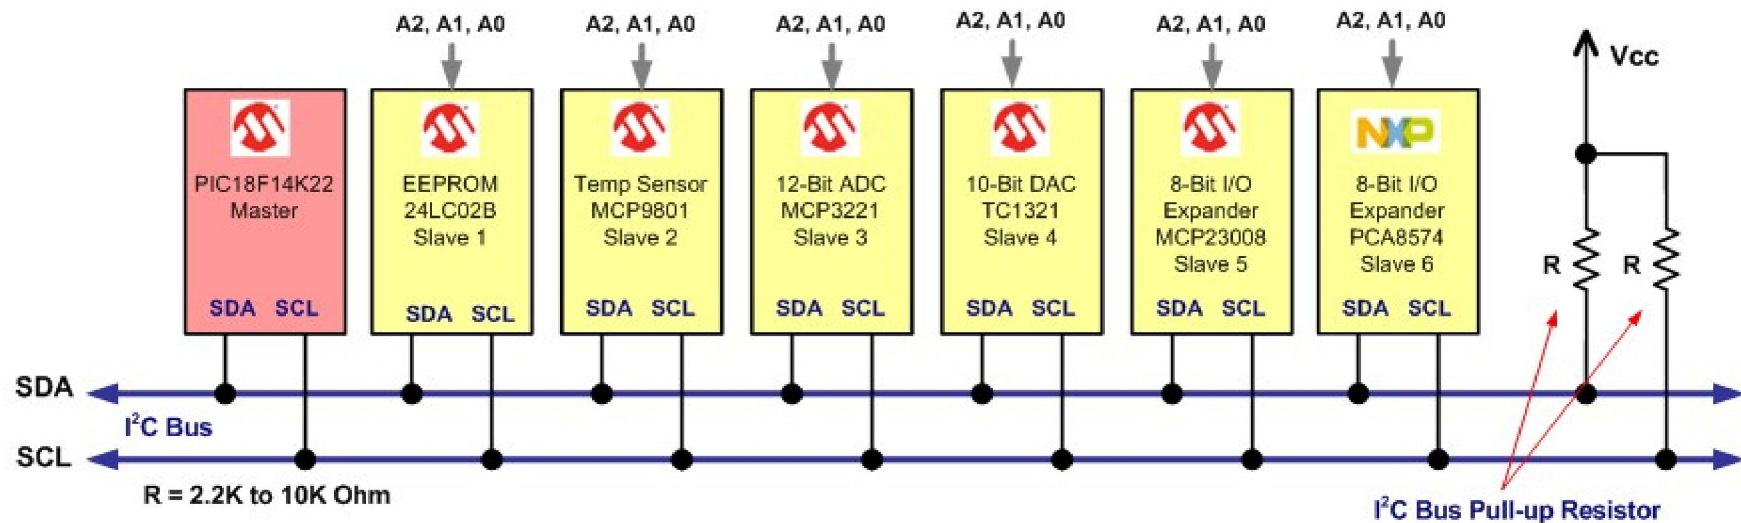 A2, A1, A0
A2, A1, A0
A2, A1, A0
A2, A1, A0
A2, A1, A0
A2, A1, A0
Vcc
PIC18F14K22
Master
SDA SCL
EEPROM
24LC02B
Slave 1
SDA SCL
Temp Sensor
MCP9801
Slave 2
SDA SCL
12-Bit ADC
MCP3221
Slave 3
SDA SCL
10-Bit DAC
TC1321
Slave 4
SDA SCL
8-Bit I/O
Expander
MCP23008
Slave 5
SDA SCL
NXP
8-Bit I/O
Expander
PCA8574
Slave 6
SDA SCL
R
R
SDA
I²C Bus
SCL
R = 2.2K to 10K Ohm
I²C Bus Pull-up Resistor